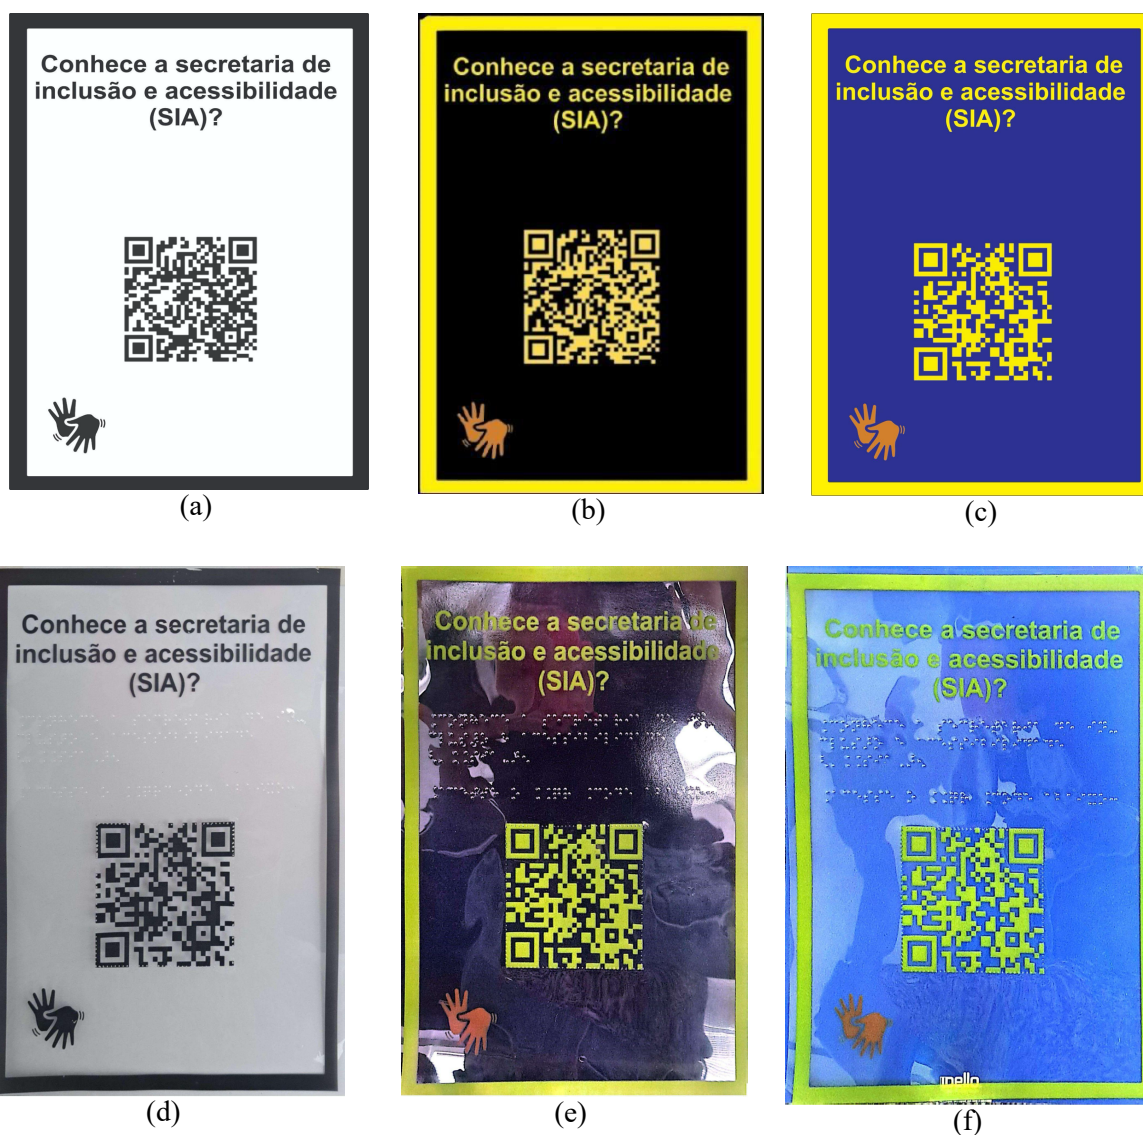 Conhece a secretaria de
inclusão e acessibilidade
(SIA)?
(a)
Conhece a secretaria de
inclusão e acessibilidade
(SIA)?
(b)
Conhece a secretaria de
inclusão e acessibilidade
(SIA)?
(c)
Conhece a secretaria de
inclusão e acessibilidade
(SIA)?
(d)
Conhece a secretaria de
inclusão e acessibilidade
(SIA)?
(e)
Conhece a secretaria de
inclusão e acessibilidade
(SIA)?
(f)